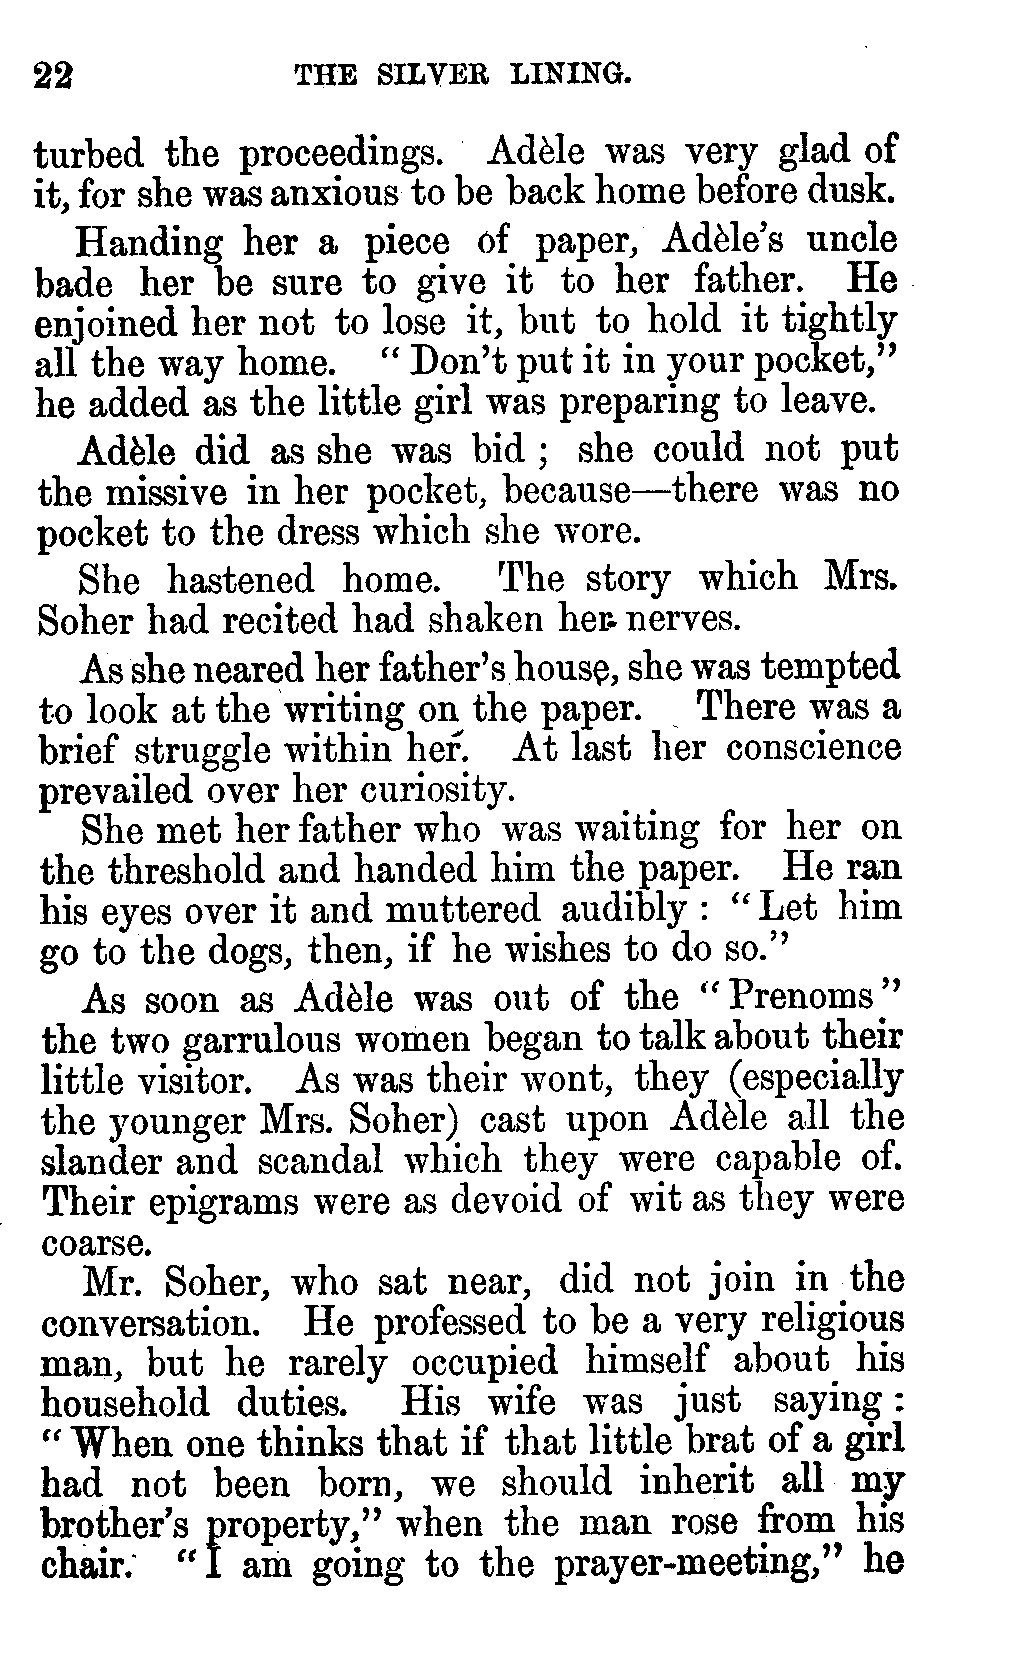 22 THE SILVER LINING.
turbed the proceedings. Adèle was very glad of
it, for she was anxious to be back home before dusk.
Handing her a piece of paper, Adèle's uncle
bade her be sure to give it to her father. He
enjoined her not to lose it, but to hold it tightly
all the way home. “ Don't put it in your pocket,”
he added as the little girl was preparing to leave.
Adèle did as she was bid ; she could not put
the missive in her pocket, because—there was no
pocket to the dress which she wore.
She hastened home. The story which Mrs.
Soher had recited had shaken her nerves.
As she neared her father's house, she was tempted
to look at the writing on the paper. There was a
brief struggle within her. At last her conscience
prevailed over her curiosity.
She met her father who was waiting for her on
the threshold and handed him the paper. He ran
his eyes over it and muttered audibly : “ Let him
go to the dogs, then, if he wishes to do so.”
As soon as Adèle was out of the “ Prenoms ”
the two garrulous women began to talk about their
little visitor. As was their wont, they (especially
the younger Mrs. Soher) cast upon Adèle all the
slander and scandal which they were capable of.
Their epigrams were as devoid of wit as they were
coarse.
Mr. Soher, who sat near, did not join in the
conversation. He professed to be a very religious
man, but he rarely occupied himself about his
household duties. His wife was just saying :
“ When one thinks that if that little brat of a girl
had not been born, we should inherit all my
brother's property,” when the man rose from his
chair. “ I am going to the prayer-meeting,” he